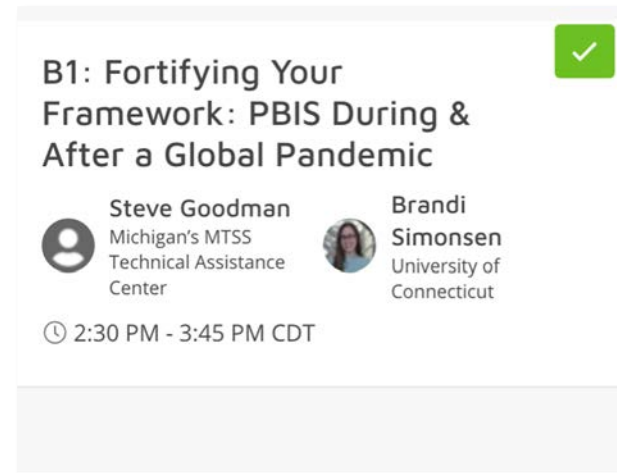 B1: Fortifying Your
Framework: PBIS During &
After a Global Pandemic
Steve Goodman
Michigan's MTSS
Technical Assistance
Center
Brandi
Simonsen
University of
Connecticut
2:30 PM - 3:45 PM CDT